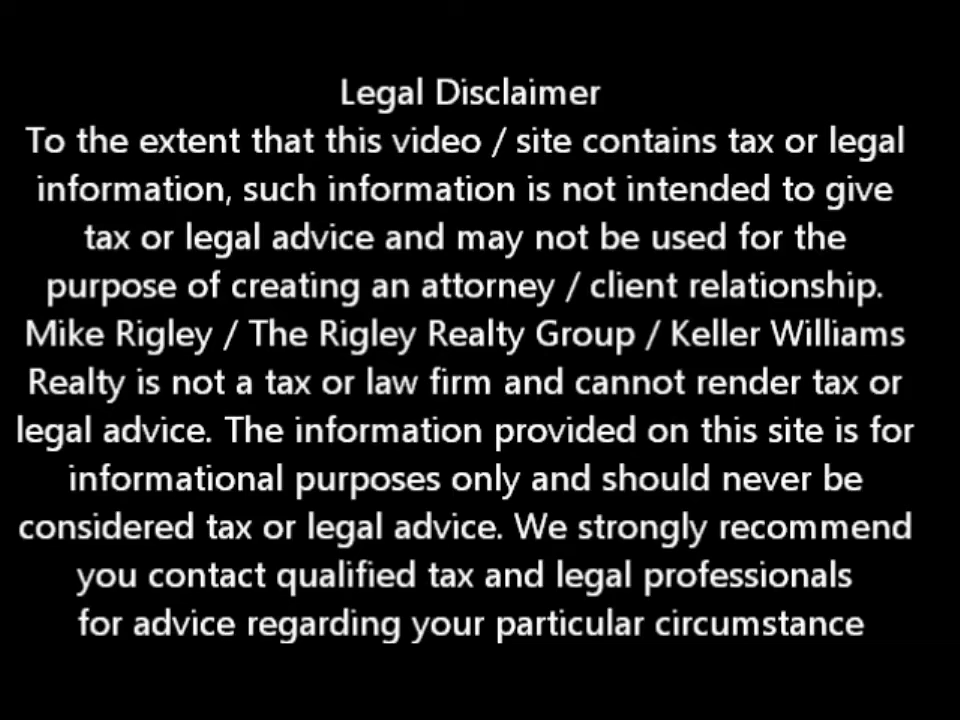 Legal Disclaimer
To the extent that this video / site contains tax or legal
information, such information is not intended to give
tax or legal advice and may not be used for the
purpose of creating an attorney / client relationship.
Mike Rigley / The Rigley Realty Group / Keller Williams
Realty is not a tax or law firm and cannot render tax or
legal advice. The information provided on this site is for
informational purposes only and should never be
considered tax or legal advice. We strongly recommend
you contact qualified tax and legal professionals
for advice regarding your particular circumstance